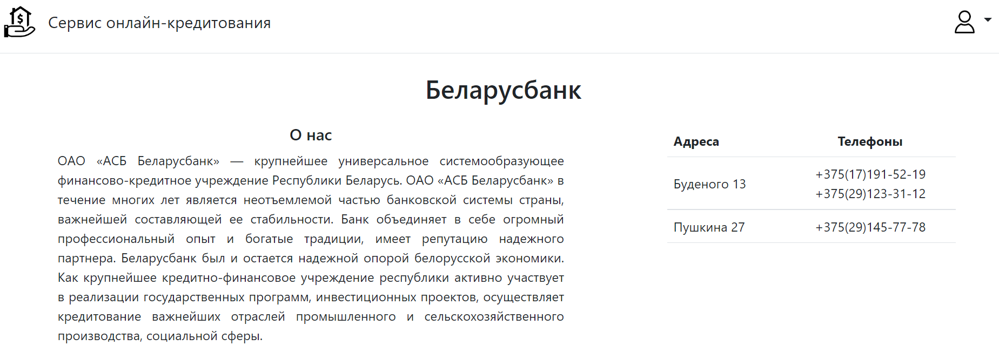 Сервис онлайн-кредитования
Беларусбанк
О нас
ОАО «АСБ Беларусбанк» — крупнейшее универсальное системообразующее
финансово-кредитное учреждение Республики Беларусь. ОАО «АСБ Беларусбанк» в
течение многих лет является неотъемлемой частью банковской системы страны,
важнейшей составляющей ее стабильности. Банк объединяет в себе огромный
профессиональный опыт и богатые традиции, имеет репутацию надежного
партнера. Беларусбанк был и остается надежной опорой белорусской экономики.
Как крупнейшее кредитно-финансовое учреждение республики активно участвует
в реализации государственных программ, инвестиционных проектов, осуществляет
кредитование важнейших отраслей промышленного и сельскохозяйственного
производства, социальной сферы.
Адреса Телефоны
Буденого 13
+375(17)191-52-19
+375(29)123-31-12
Пушкина 27 +375(29)145-77-78